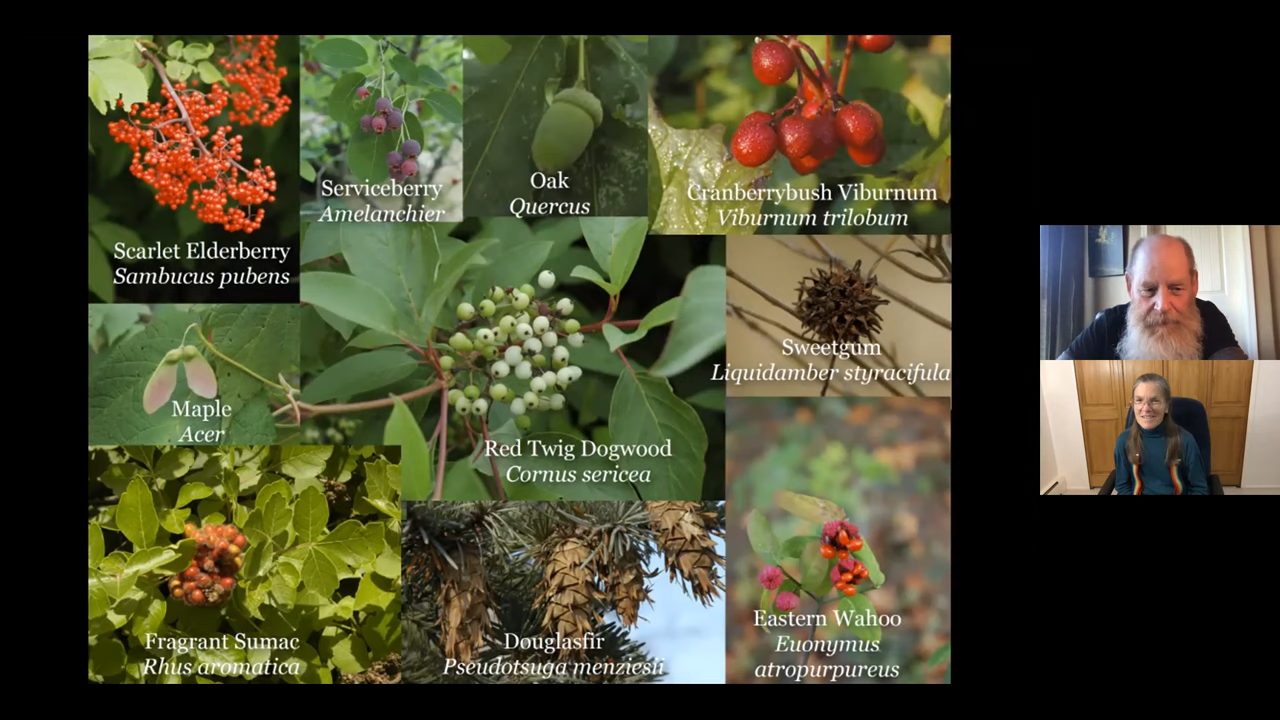 Scarlet Elderberry
Sambucus pubens
Serviceberry
Amelanchier
Oak
Quercus
Cranberrybush Viburnum
Viburnum trilobum
Sweetgum
Liquidamber styracifula
Maple
Acer
Red Twig Dogwood
Cornus sericea
Fragrant Sumac
Rhus aromatica
Douglasfir
Pseudotsuga menziesii
Eastern Wahoo
Euonymus
atropurpureus